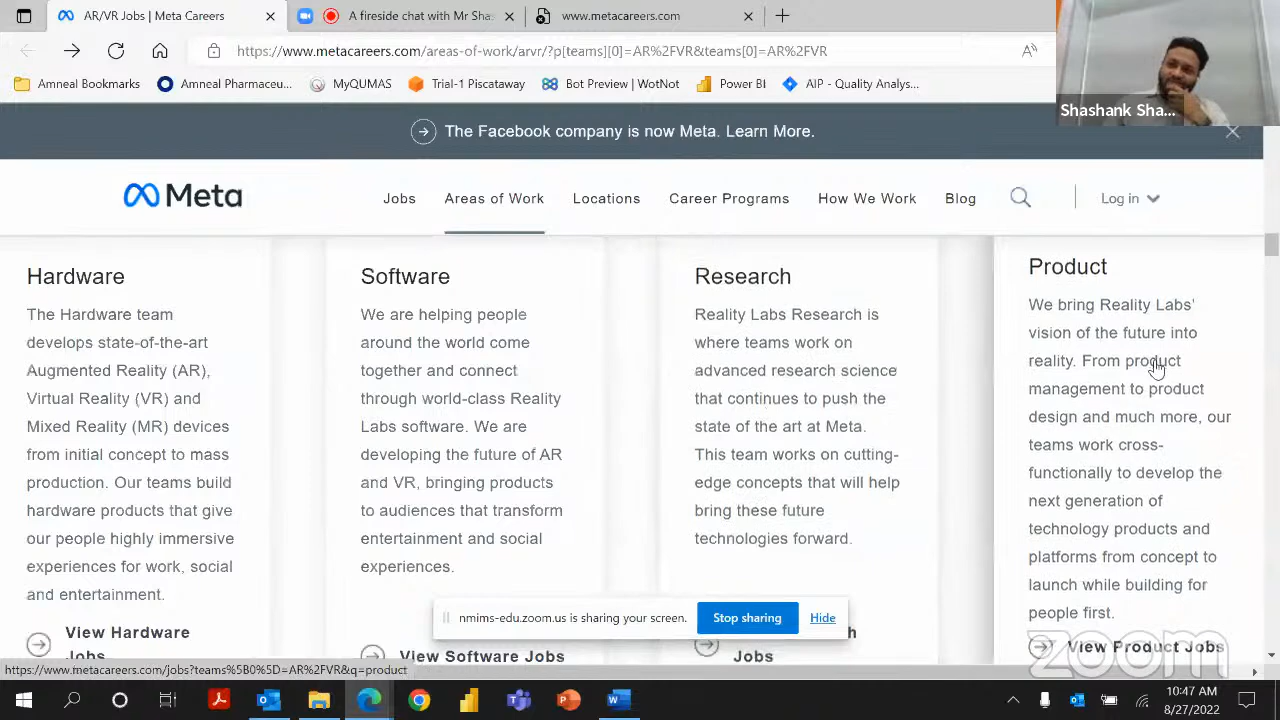 AR/VR Jobs | Meta Careers
A fireside chat with Mr Sha
www.metacareers.com
https://www.metacareers.com/areas-of-work/arvr/?p[teams][0]=AR%2FVR&teams[0]=AR%2FVR
Amneal Bookmarks
Amneal Pharmaceu...
MyQUMAS
Trial-1 Piscataway
Bot Preview | WotNot
Power BI
AIP - Quality Analys...
Shashank Sha...
The Facebook company is now Meta. Learn More.
Meta
Jobs
Areas of Work
Locations
Career Programs
How We Work
Blog
Log in
Hardware
The Hardware team
develops state-of-the-art
Augmented Reality (AR),
Virtual Reality (VR) and
Mixed Reality (MR) devices
from initial concept to mass
production. Our teams build
hardware products that give
our people highly immersive
experiences for work, social
and entertainment.
View Hardware
Jobs
Software
We are helping people
around the world come
together and connect
through world-class Reality
Labs software. We are
developing the future of AR
and VR, bringing products
to audiences that transform
entertainment and social
experiences.
View Software Jobs
Research
Reality Labs Research is
where teams work on
advanced research science
that continues to push the
state of the art at Meta.
This team works on cutting-
edge concepts that will help
bring these future
technologies forward.
h
Jobs
Product
We bring Reality Labs'
vision of the future into
reality. From product
management to product
design and much more, our
teams work cross-
functionally to develop the
next generation of
technology products and
platforms from concept to
launch while building for
people first.
View Product Jobs
nmims-edu.zoom.us is sharing your screen.
Stop sharing
Hide
zoom
https://www.metacareers.com/jobs?teams%5B0%5D=AR%2FVR&q=product
10:47 AM
8/27/2022